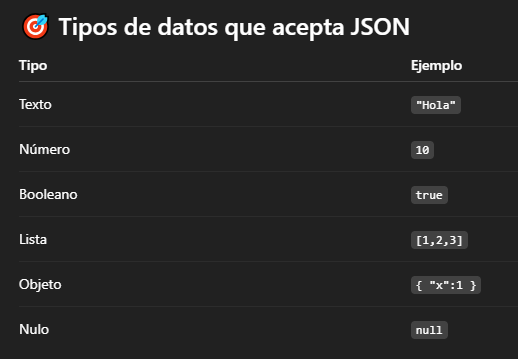 🎯 Tipos de datos que acepta JSON
Tipo Ejemplo
Texto "Hola"
Número 10
Booleano true
Lista [1,2,3]
Objeto { "x":1 }
Nulo null